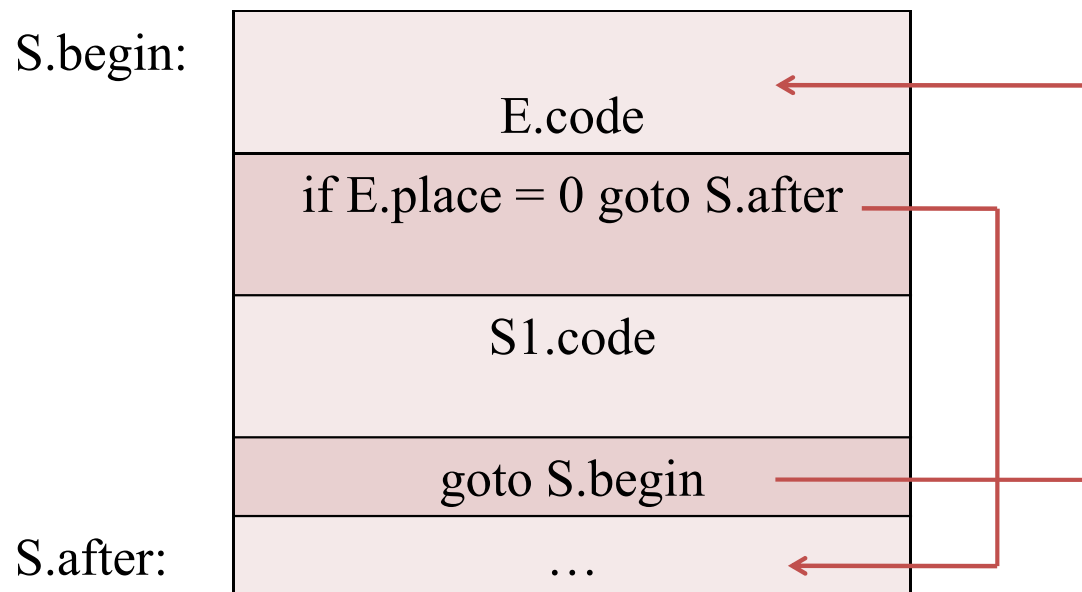 S.begin:
E.code
if E.place = 0 goto S.after
S1.code
goto S.begin
S.after:
…